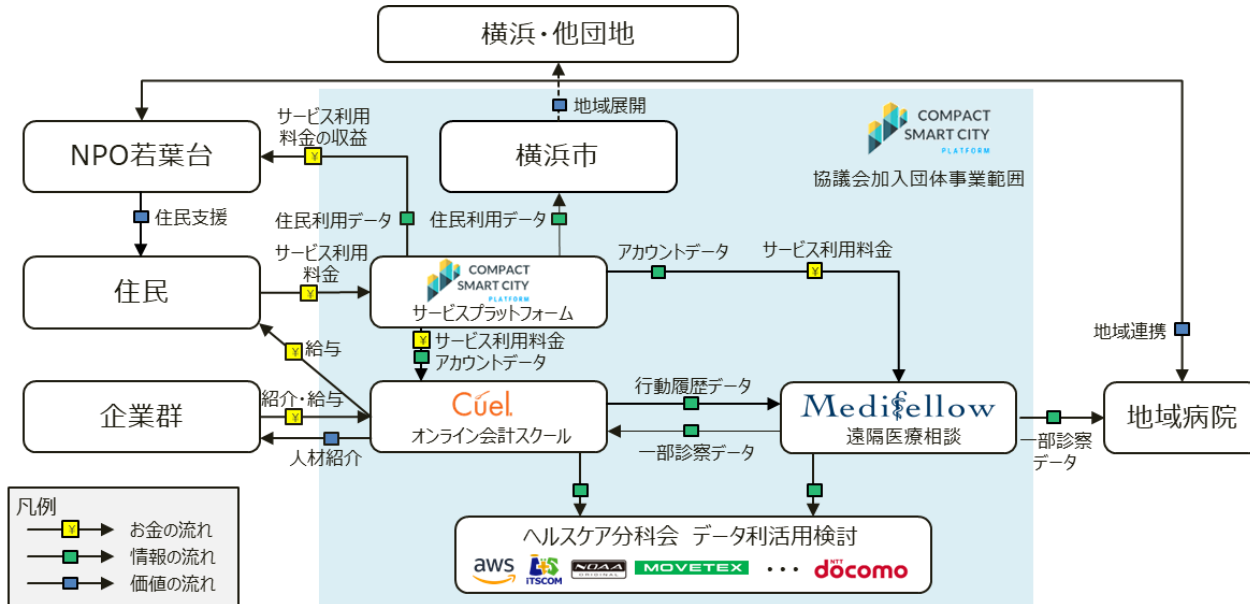 横浜・他団地
地域展開
COMPACT
SMART CITY
PLATFORM
協議会加入団体事業範囲
サービス利用
料金の収益
NPO若葉台
横浜市
住民支援
住民利用データ
住民利用データ
サービス利用
料金
アカウントデータ
サービス利用料金
住民
COMPACT
SMART CITY
PLATFORM
サービスプラットフォーム
サービス利用料金
アカウントデータ
地域連携
給与
企業群
紹介・給与
人材紹介
Cuel
オンライン会計スクール
行動履歴データ
一部診察データ
Medifellow
遠隔医療相談
一部診察
データ
地域病院
凡例
¥ お金の流れ
情報の流れ
価値の流れ
ヘルスケア分科会 データ利活用検討
aws
iTSCOM
NOAA
ORIGINAL
MOVETEX
・・・
NTT
docomo